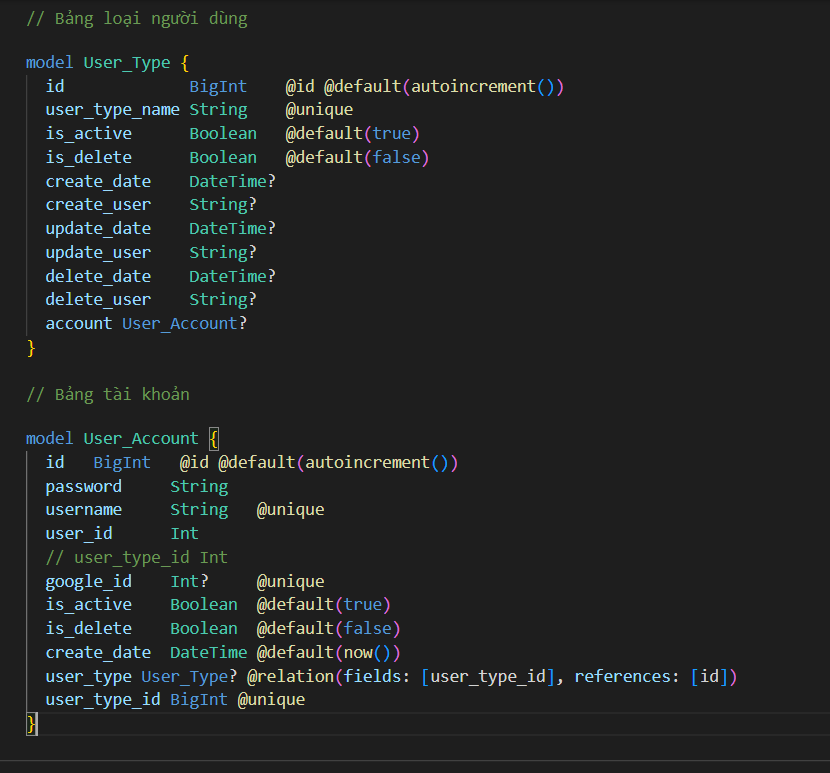 // Bảng loại người dùng
model User_Type {
id BigInt @id @default(autoincrement())
user_type_name String @unique
is_active Boolean @default(true)
is_delete Boolean @default(false)
create_date DateTime?
create_user String?
update_date DateTime?
update_user String?
delete_date DateTime?
delete_user String?
account User_Account?
}
// Bảng tài khoản
model User_Account {
id BigInt @id @default(autoincrement())
password String
username String @unique
user_id Int
// user_type_id Int
google_id Int? @unique
is_active Boolean @default(true)
is_delete Boolean @default(false)
create_date DateTime @default(now())
user_type User_Type? @relation(fields: [user_type_id], references: [id])
user_type_id BigInt @unique
}